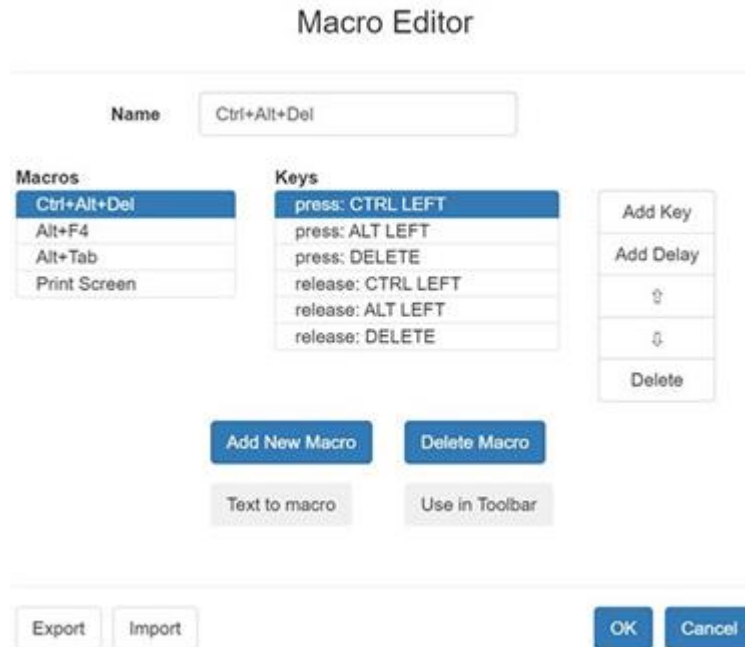 Macro Editor
Name
Ctrl+Alt+Del
Macros
Ctrl+Alt+Del
Alt+F4
Alt+Tab
Print Screen
Keys
press: CTRL LEFT
press: ALT LEFT
press: DELETE
release: CTRL LEFT
release: ALT LEFT
release: DELETE
Add Key
Add Delay
⇧
⇩
Delete
Add New Macro
Delete Macro
Text to macro
Use in Toolbar
Export
Import
OK
Cancel